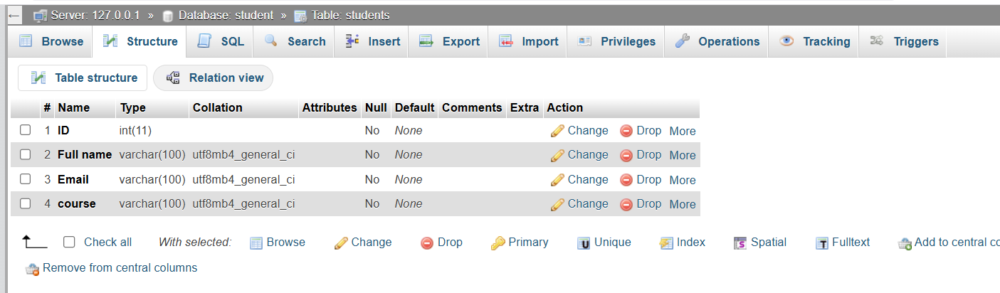 Server: 127.0.0.1 » Database: student » Table: students
Browse Structure SQL Search Insert Export Import Privileges Operations Tracking Triggers
Table structure Relation view
# Name Type Collation Attributes Null Default Comments Extra Action
1 ID int(11) No None Change Drop More
2 Full name varchar(100) utf8mb4_general_ci No None Change Drop More
3 Email varchar(100) utf8mb4_general_ci No None Change Drop More
4 course varchar(100) utf8mb4_general_ci No None Change Drop More
Check all With selected: Browse Change Drop Primary Unique Index Spatial Fulltext Add to central co
Remove from central columns